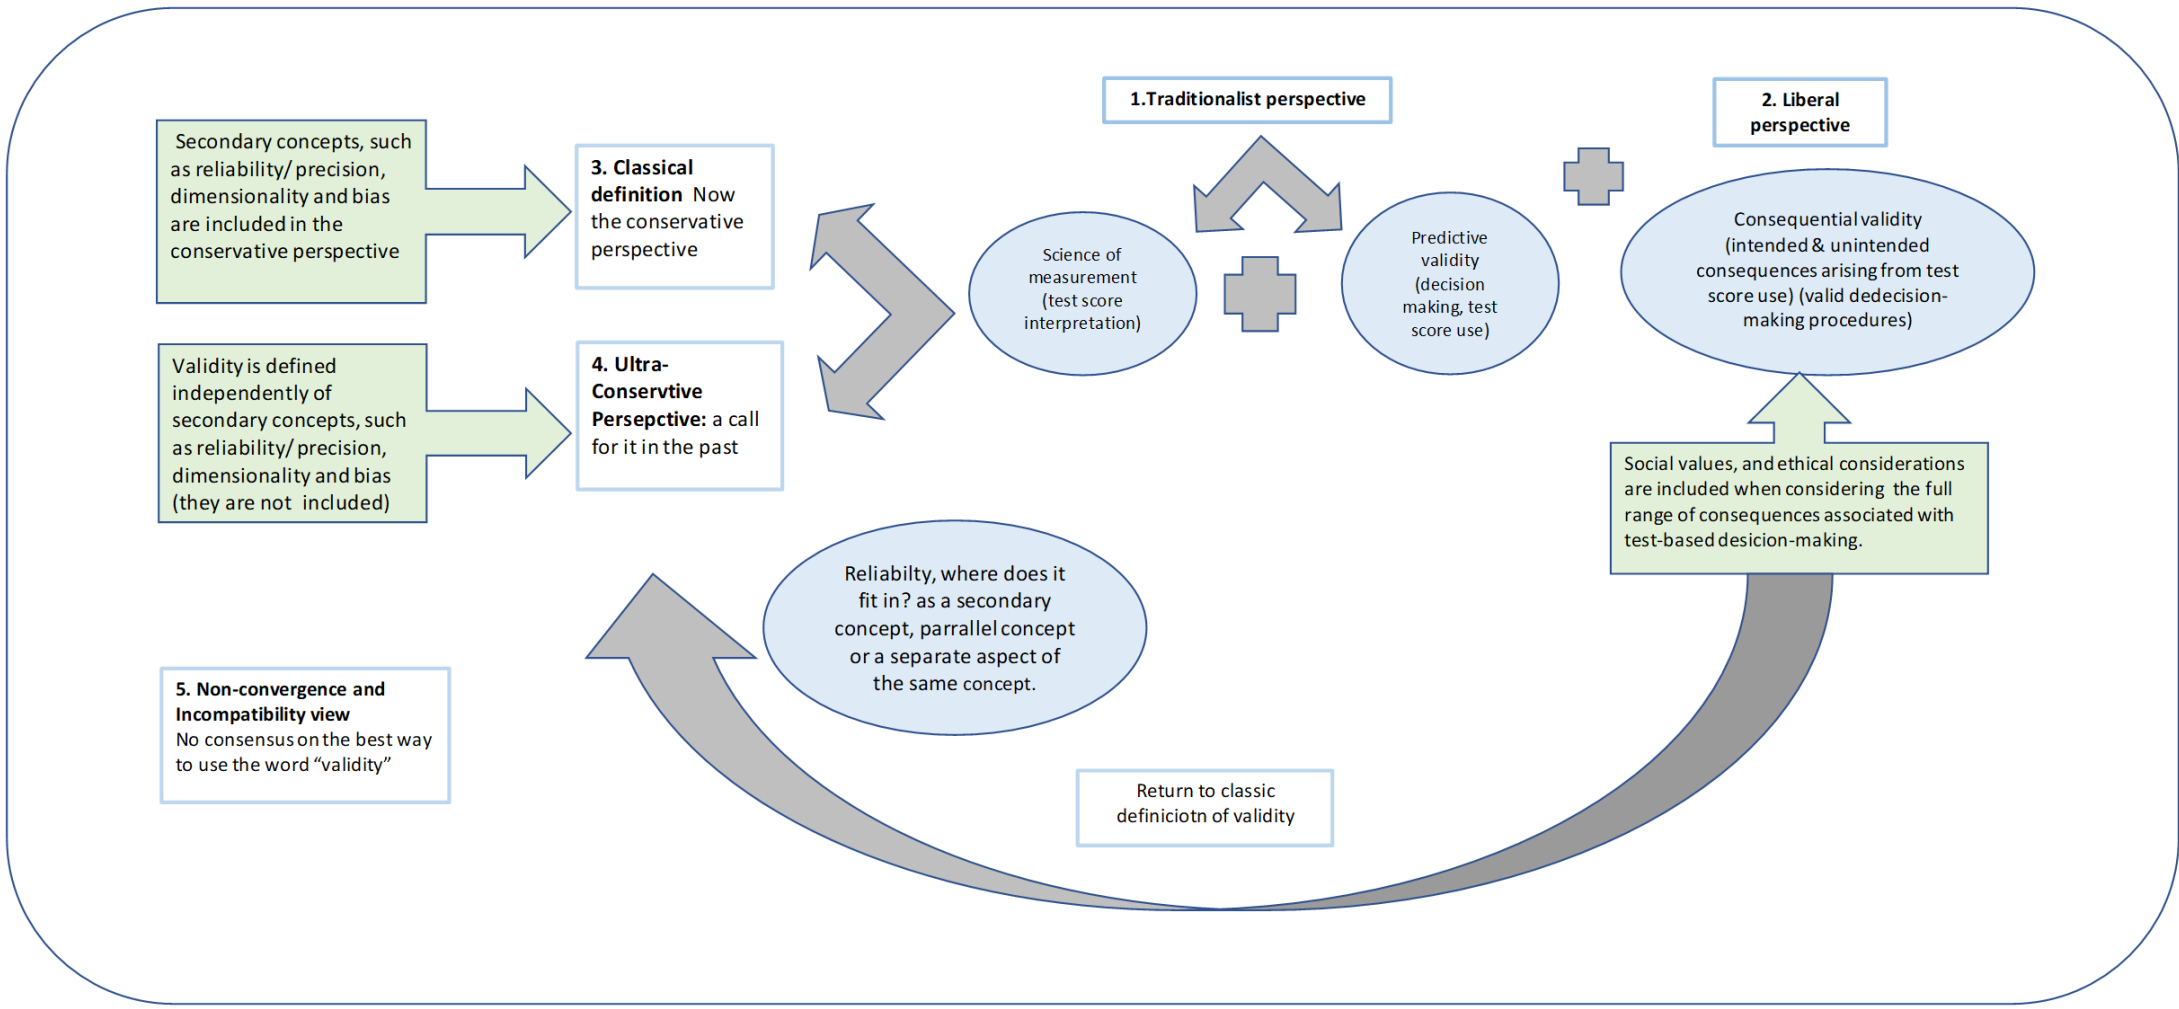 1.Traditionalist perspective
2. Liberal
perspective
Secondary concepts, such
as reliability/ precision,
dimensionality and bias
are included in the
conservative perspective
3. Classical
definition Now
the conservative
perspective
Science of
measurement
(test score
interpretation)
Predictive
validity
(decision
making, test
score use)
Consequential validity
(intended & unintended
consequences arising from test
score use) (valid dedecision-
making procedures)
Validity is defined
independently of
secondary concepts, such
as reliability/ precision,
dimensionality and bias
(they are not included)
4. Ultra-
Conservtive
Persepctive: a call
for it in the past
Social values, and ethical considerations
are included when considering the full
range of consequences associated with
test-based desicion-making.
Reliabilty, where does it
fit in? as a secondary
concept, parrallel concept
or a separate aspect of
the same concept.
5. Non-convergence and
Incompatibility view
No consensus on the best way
to use the word “validity”
Return to classic
definiciotn of validity